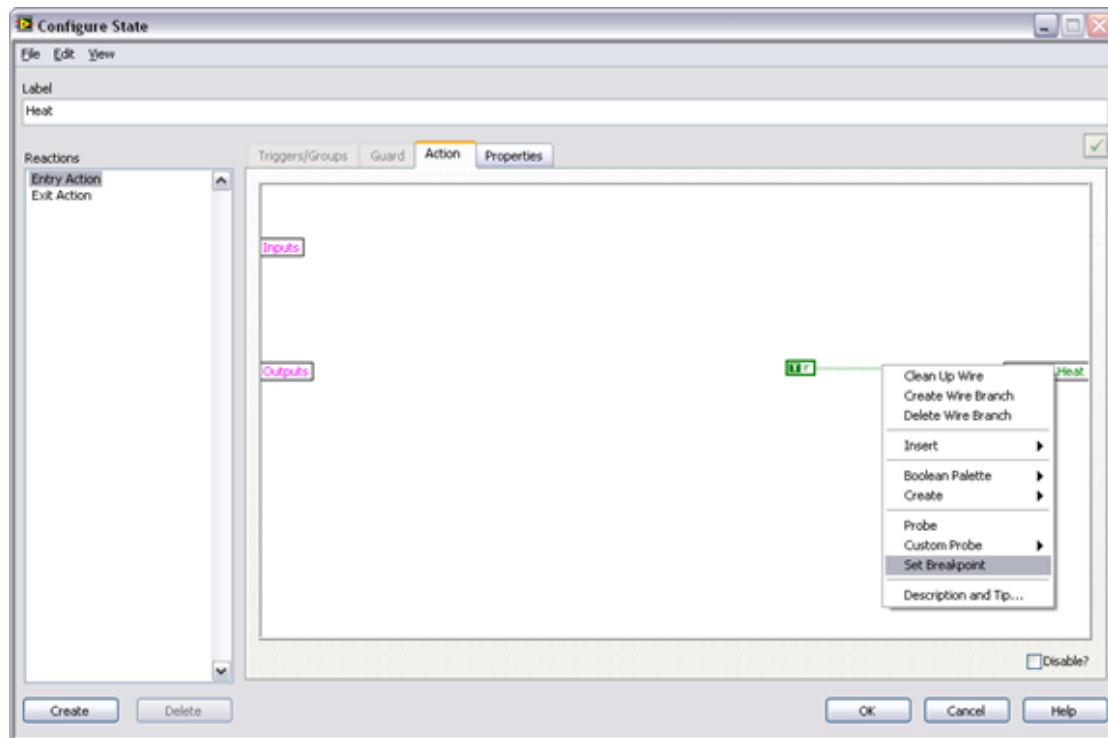 Configure State
File Edit View
Label
Heat
Reactions
Entry Action
Exit Action
Triggers/Groups Guard Action Properties
Inputs
Outputs
T F
Heat
Clean Up Wire
Create Wire Branch
Delete Wire Branch
Insert
Boolean Palette
Create
Probe
Custom Probe
Set Breakpoint
Description and Tip...
Disable?
Create Delete OK Cancel Help